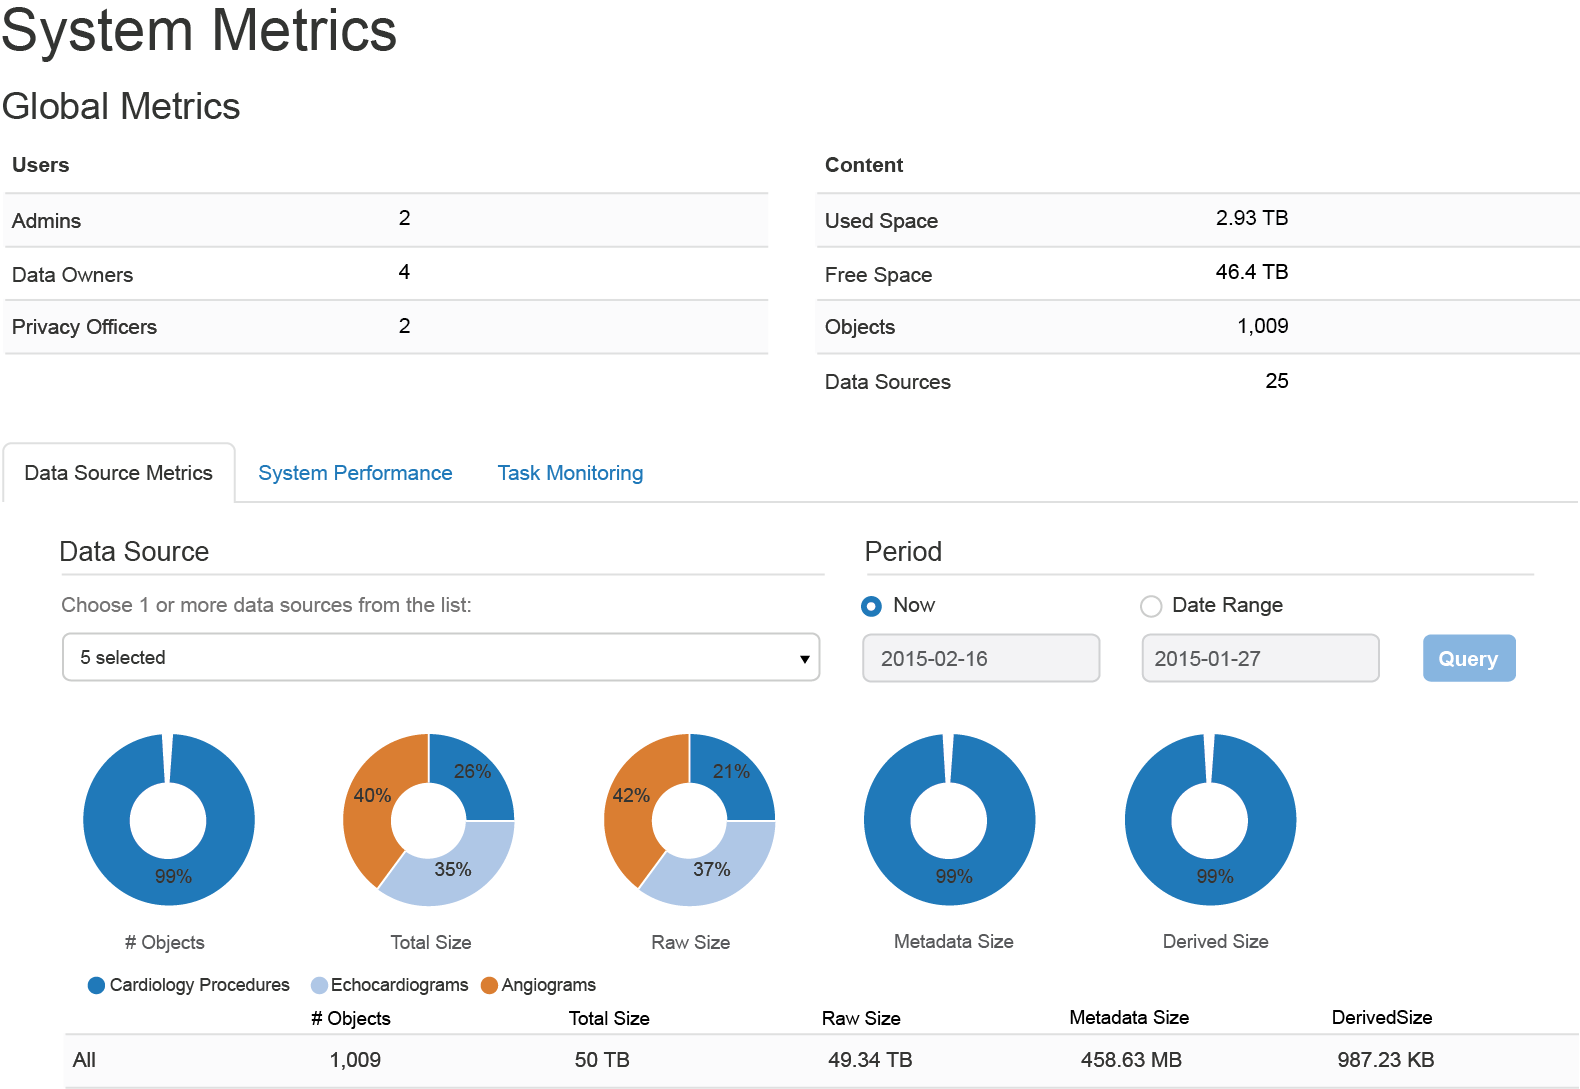 System Metrics
Global Metrics
Users
Admins 2
Data Owners 4
Privacy Officers 2
Content
Used Space 2.93 TB
Free Space 46.4 TB
Objects 1,009
Data Sources 25
Data Source Metrics System Performance Task Monitoring
Data Source
Choose 1 or more data sources from the list:
5 selected
Period
Now Date Range
2015-02-16 2015-01-27 Query
99%
# Objects
26%
40%
35%
Total Size
21%
42%
37%
Raw Size
99%
Metadata Size
99%
Derived Size
Cardiology Procedures Echocardiograms Angiograms
# Objects Total Size Raw Size Metadata Size DerivedSize
All 1,009 50 TB 49.34 TB 458.63 MB 987.23 KB